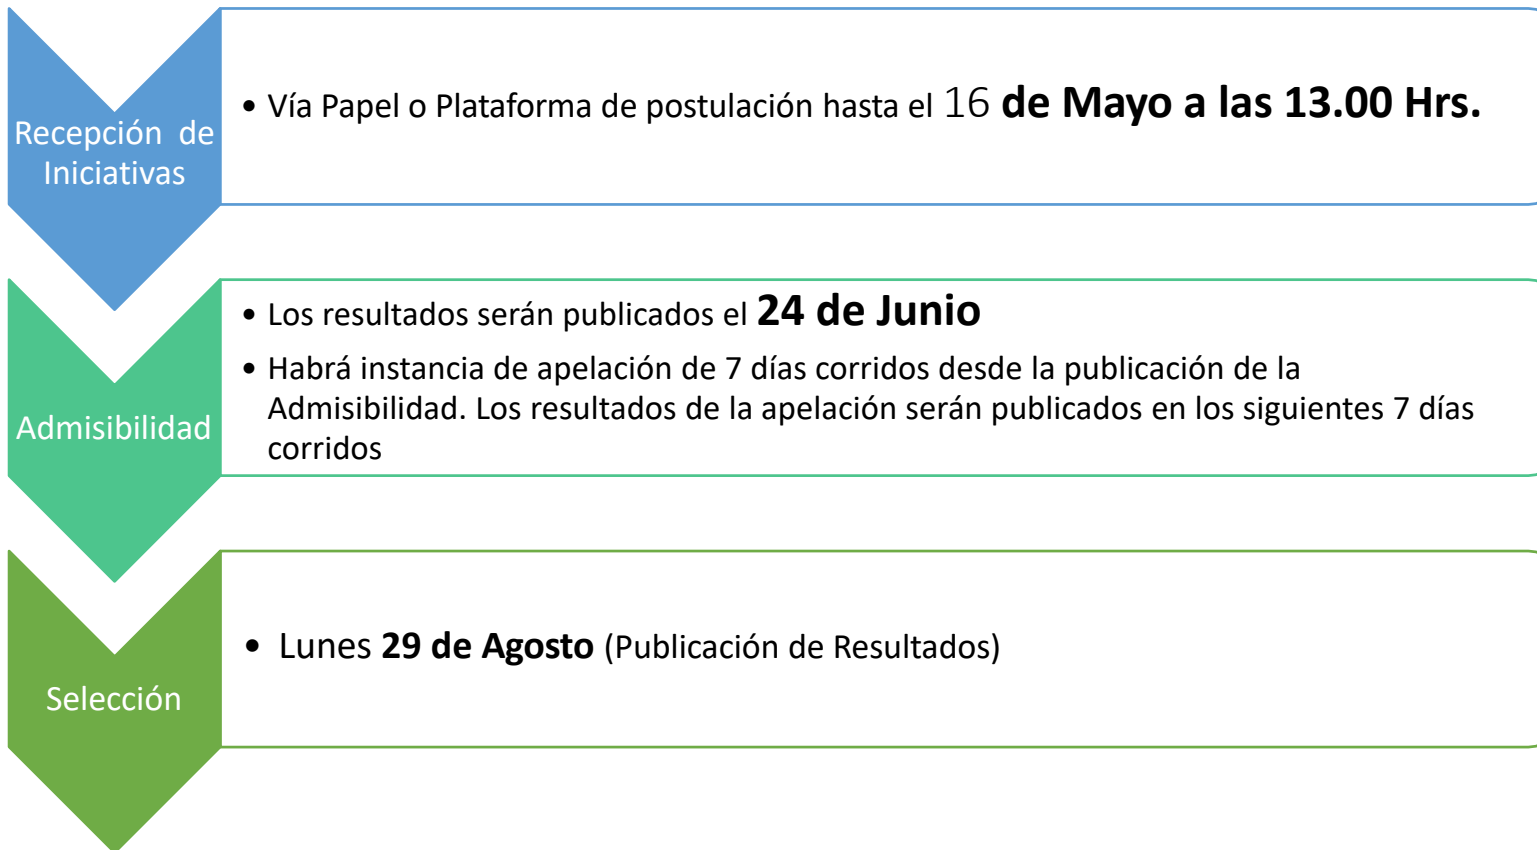 Recepción de
Iniciativas
• Vía Papel o Plataforma de postulación hasta el 16 de Mayo a las 13.00 Hrs.
Admisibilidad
• Los resultados serán publicados el 24 de Junio
• Habrá instancia de apelación de 7 días corridos desde la publicación de la
Admisibilidad. Los resultados de la apelación serán publicados en los siguientes 7 días
corridos
Selección
• Lunes 29 de Agosto (Publicación de Resultados)